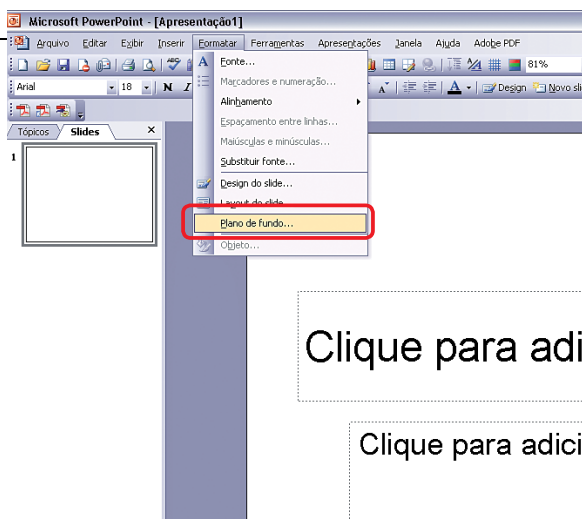 Microsoft PowerPoint - [Apresentação1]
Arquivo Editar Exibir Inserir Formatar Ferramentas Apresentações Janela Ajuda Adobe PDF
81%
Arial 18 N I A Design Novo sli
Tópicos Slides ×
1
Fonte...
Marcadores e numeração...
Alinhamento
Espaçamento entre linhas...
Maiúsculas e minúsculas...
Substituir fonte...
Design do slide...
Layout do slide...
Plano de fundo...
Objeto...
Clique para adi
Clique para adici